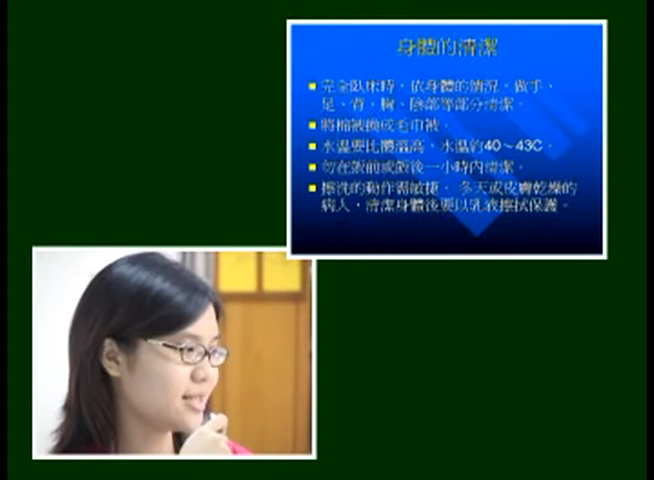 身體的清潔
完全臥床時，依身體的情況，做手、
足、背、胸、陰部等部分清潔。
將棉被換成毛巾被。
水溫要比體溫高，水溫約40～43C。
勿在飯前或飯後一小時內清潔。
擦洗的動作需敏捷。 冬天或皮膚乾燥的
病人，清潔身體後要以乳液擦拭保護。